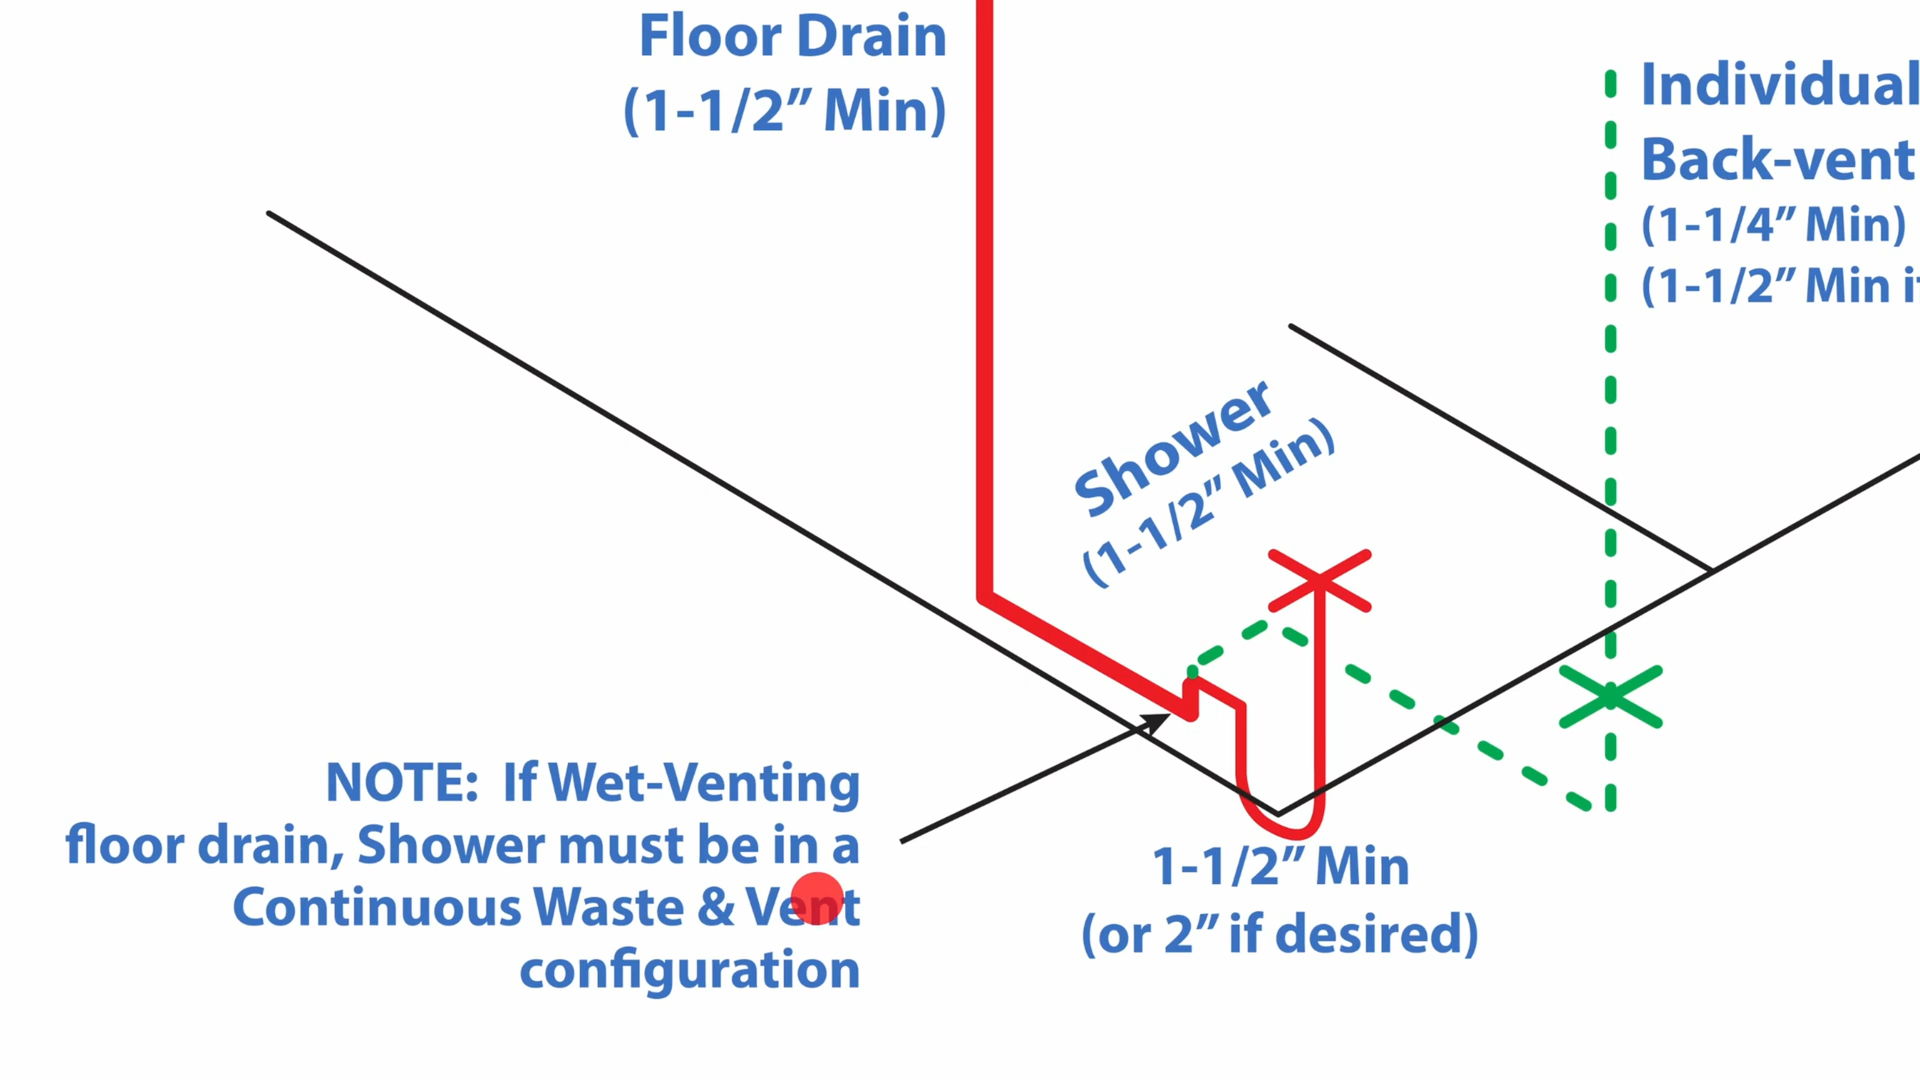 Floor Drain
(1-1/2” Min)
Individual
Back-vent
(1-1/4” Min)
(1-1/2” Min
Shower
(1-1/2” Min)
NOTE:  If Wet-Venting
floor drain, Shower must be in a
Continuous Waste & Vent
configuration
1-1/2” Min
(or 2” if desired)